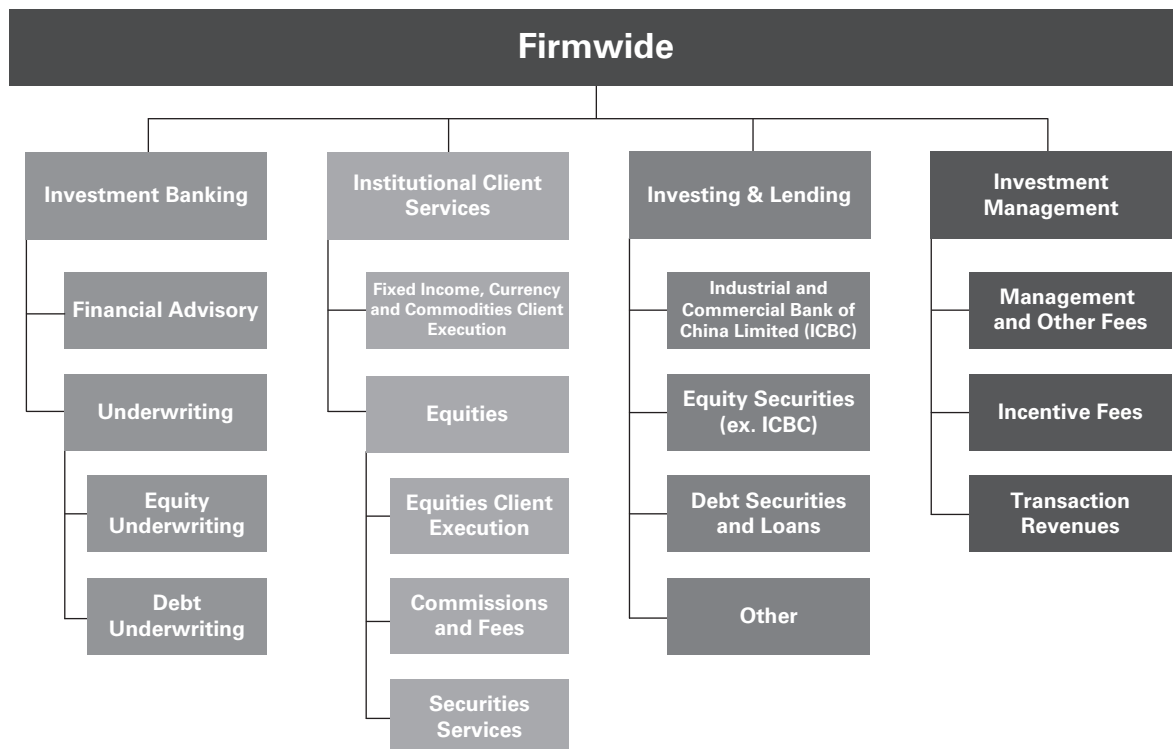 Firmwide
Investment Banking
Financial Advisory
Underwriting
Equity
Underwriting
Debt
Underwriting
Institutional Client
Services
Fixed Income, Currency
and Commodities Client
Execution
Equities
Equities Client
Execution
Commissions
and Fees
Securities
Services
Investing & Lending
Industrial and
Commercial Bank of
China Limited (ICBC)
Equity Securities
(ex. ICBC)
Debt Securities
and Loans
Other
Investment
Management
Management
and Other Fees
Incentive Fees
Transaction
Revenues